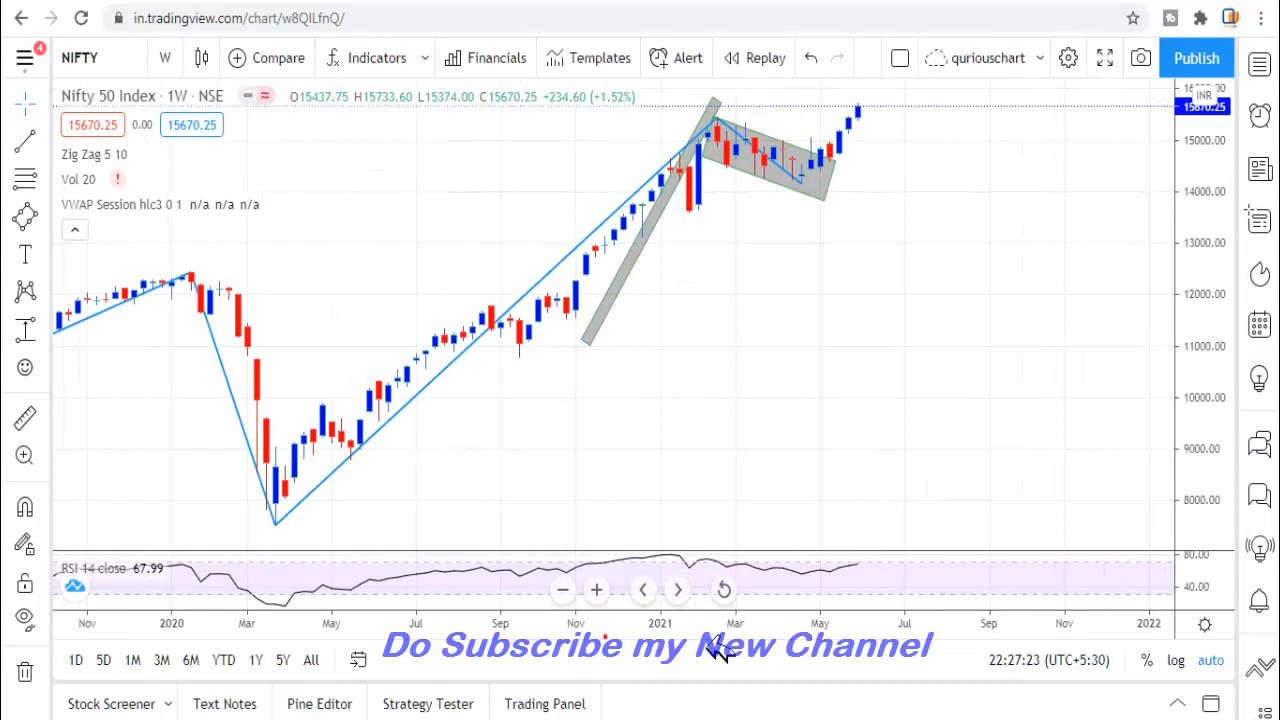 in.tradingview.com/chart/w8QILfnQ/
4
NIFTY W Compare Indicators Financials Templates Alert Replay quriouschart Publish
Nifty 50 Index · 1W · NSE O15437.75 H15733.60 L15374.00 C15670.25 +234.60 (+1.52%)
INR
15670.25
15670.25 0.00 15670.25
Zig Zag 5 10
Vol 20 !
VWAP Session hlc3 0 1 n/a n/a n/a
15000.00
14000.00
13000.00
12000.00
11000.00
10000.00
9000.00
8000.00
80.00
RSI 14 close 67.99
40.00
Nov 2020 Mar May Jul Sep Nov 2021 Mar May Jul Sep Nov 2022
Do Subscribe my New Channel
1D 5D 1M 3M 6M YTD 1Y 5Y All 22:27:23 (UTC+5:30) % log auto
Stock Screener Text Notes Pine Editor Strategy Tester Trading Panel